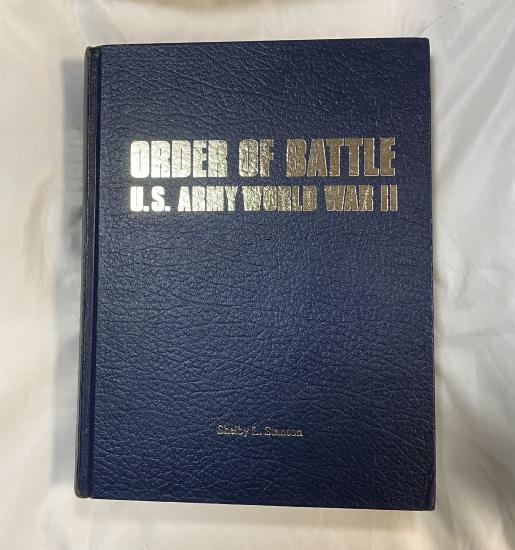 ORDER OF BATTLE
U.S. ARMY WORLD WAR II
Shelby L. Stanton